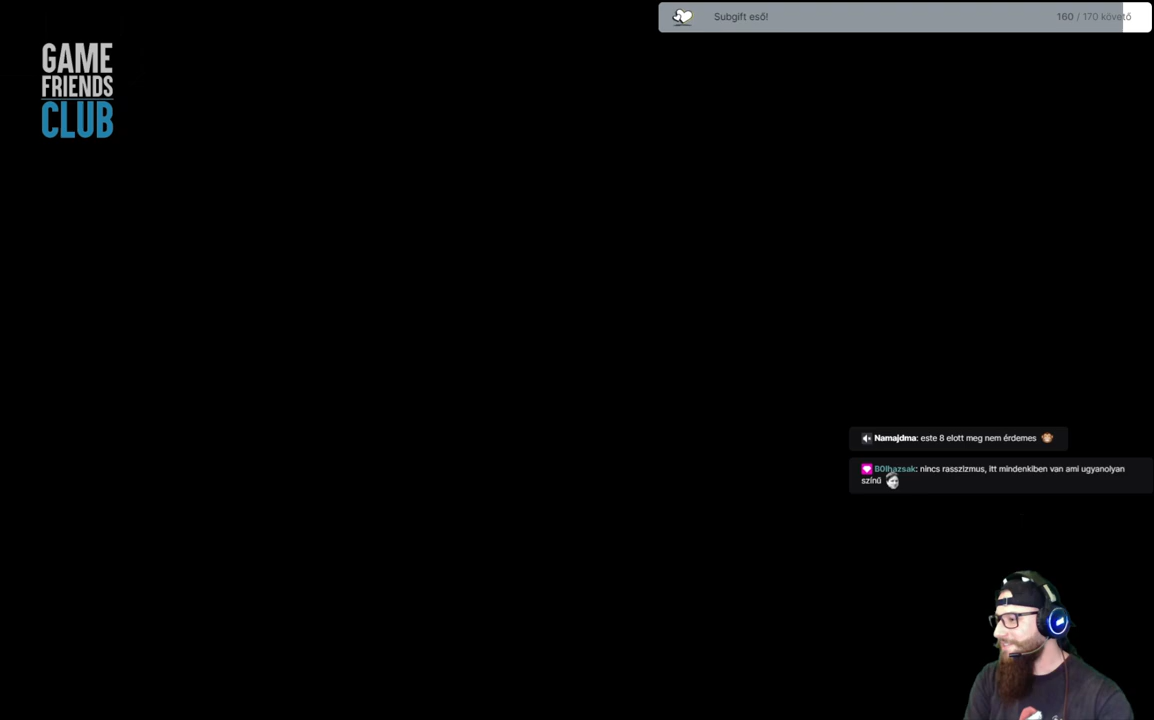 Subgift eső!
160 / 170 követő
GAME
FRIENDS
CLUB
Namajdma: este 8 elott meg nem érdemes
B0lhazsak: nincs rasszizmus, itt mindenkiben van ami ugyanolyan
színű